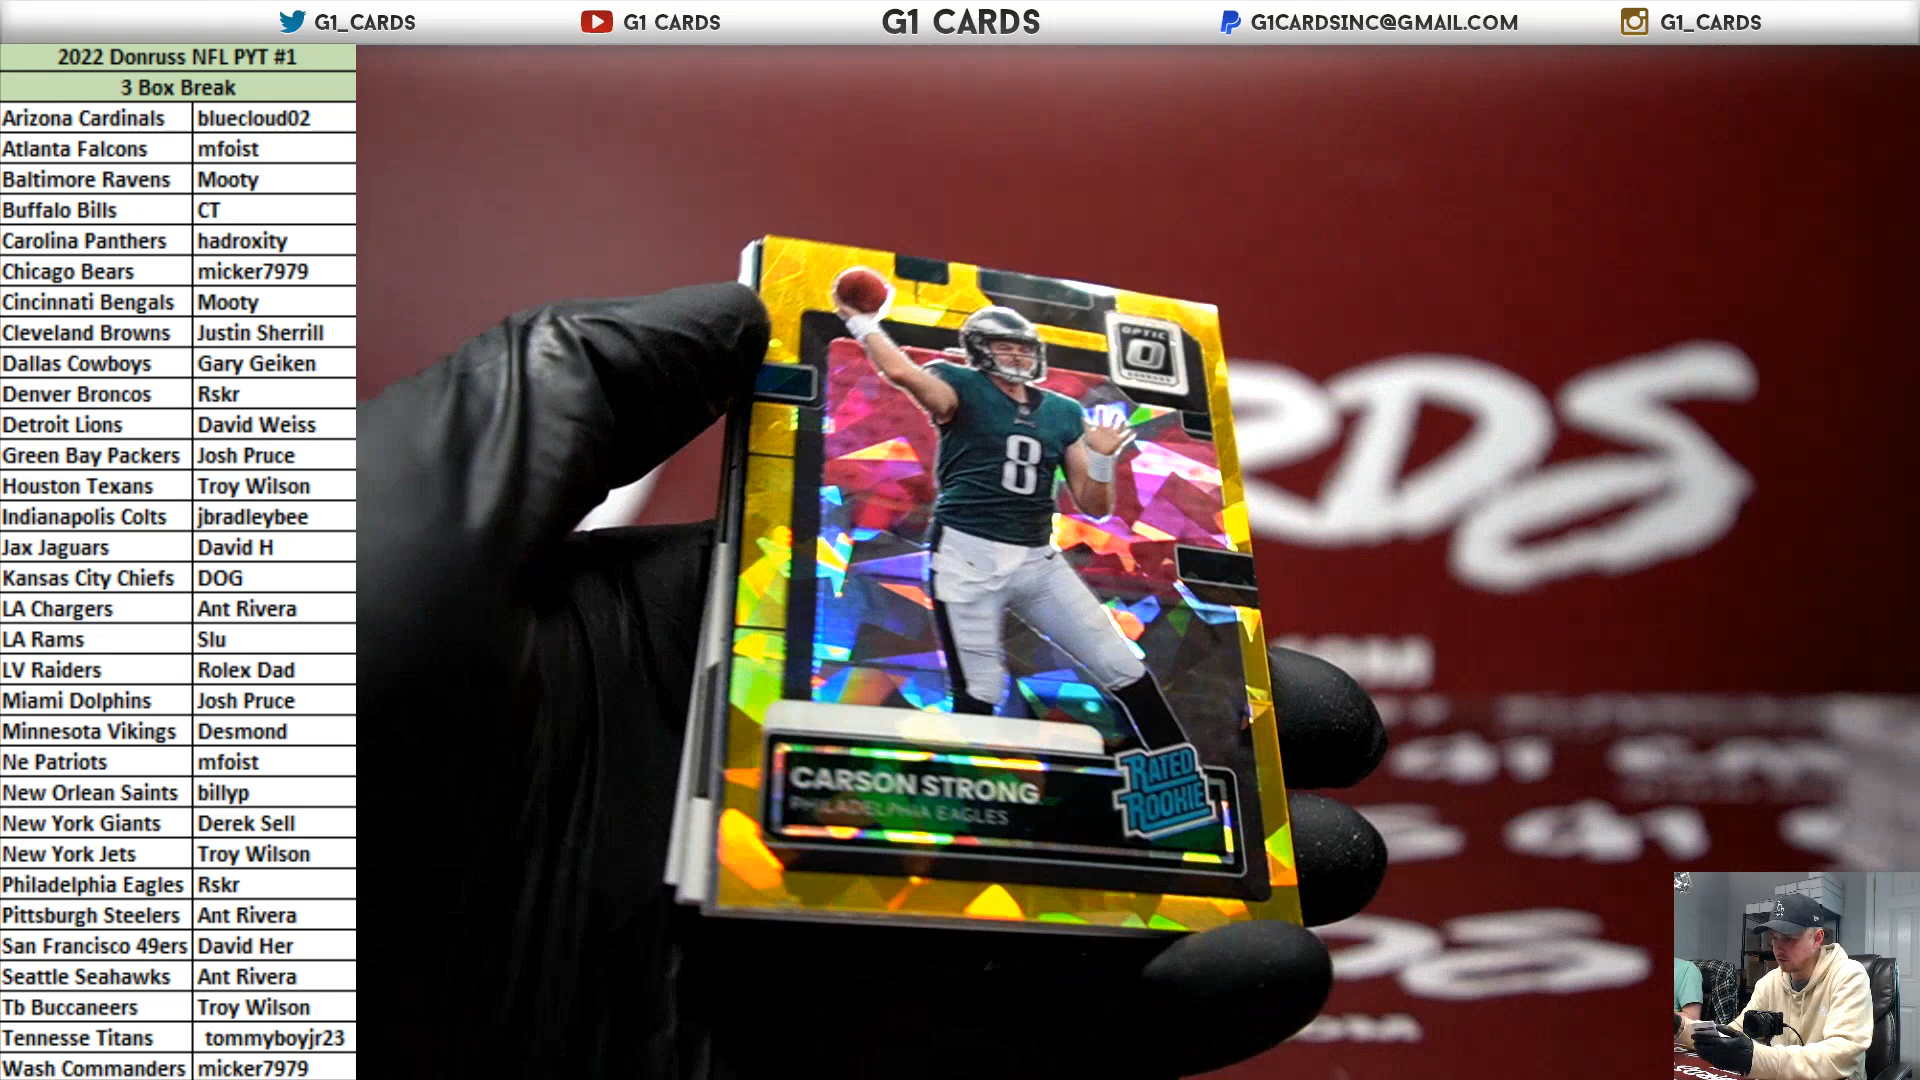 G1_CARDS
G1 CARDS
G1 CARDS
G1CARDSINC@GMAIL.COM
G1_CARDS
2022 Donruss NFL PYT #1
3 Box Break
Arizona Cardinals bluecloud02
Atlanta Falcons mfoist
Baltimore Ravens Mooty
Buffalo Bills CT
Carolina Panthers hadroxity
Chicago Bears micker7979
Cincinnati Bengals Mooty
Cleveland Browns Justin Sherrill
Dallas Cowboys Gary Geiken
Denver Broncos Rskr
Detroit Lions David Weiss
Green Bay Packers Josh Pruce
Houston Texans Troy Wilson
Indianapolis Colts jbradleybee
Jax Jaguars David H
Kansas City Chiefs DOG
LA Chargers Ant Rivera
LA Rams Slu
LV Raiders Rolex Dad
Miami Dolphins Josh Pruce
Minnesota Vikings Desmond
Ne Patriots mfoist
New Orlean Saints billyp
New York Giants Derek Sell
New York Jets Troy Wilson
Philadelphia Eagles Rskr
Pittsburgh Steelers Ant Rivera
San Francisco 49ers David Her
Seattle Seahawks Ant Rivera
Tb Buccaneers Troy Wilson
Tennesse Titans tommyboyjr23
Wash Commanders micker7979
OPTIC
8
CARSON STRONG
PHILADELPHIA EAGLES
RATED
ROOKIE
RDS